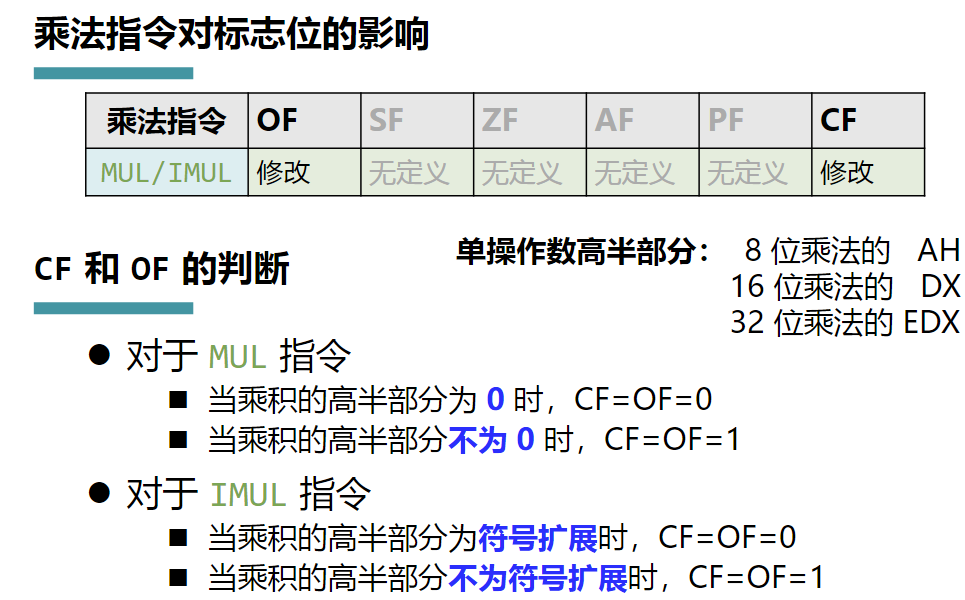 乘法指令对标志位的影响
乘法指令 OF SF ZF AF PF CF
MUL/IMUL 修改 无定义 无定义 无定义 无定义 修改
CF 和 OF 的判断
单操作数高半部分： 8 位乘法的 AH
16 位乘法的 DX
32 位乘法的 EDX
● 对于 MUL 指令
■ 当乘积的高半部分为 0 时，CF=OF=0
■ 当乘积的高半部分不为 0 时，CF=OF=1
● 对于 IMUL 指令
■ 当乘积的高半部分为符号扩展时，CF=OF=0
■ 当乘积的高半部分不为符号扩展时，CF=OF=1